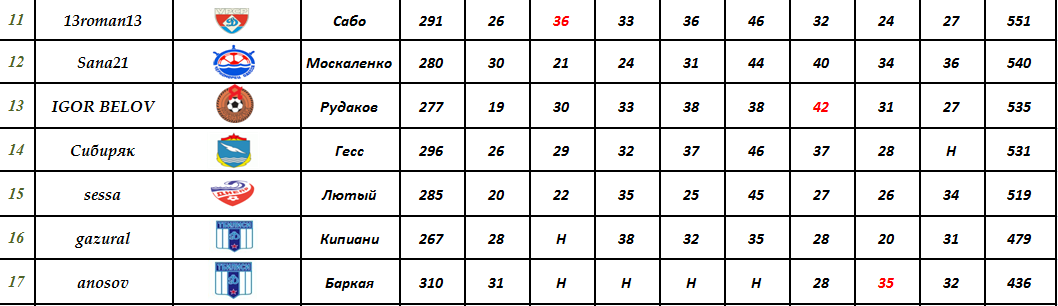 11 13roman13 Сабо 291 26 36 33 36 46 32 24 27 551
12 Sana21 Москаленко 280 30 21 24 31 44 40 34 36 540
13 IGOR BELOV Рудаков 277 19 30 33 38 38 42 31 27 535
14 Сибиряк Гесс 296 26 29 32 37 46 37 28 Н 531
15 sessa ДНЕПР Лютый 285 20 22 35 25 45 27 26 34 519
16 gazural Кипиани 267 28 Н 38 32 35 28 20 31 479
17 anosov Баркая 310 31 Н Н Н Н 28 35 32 436